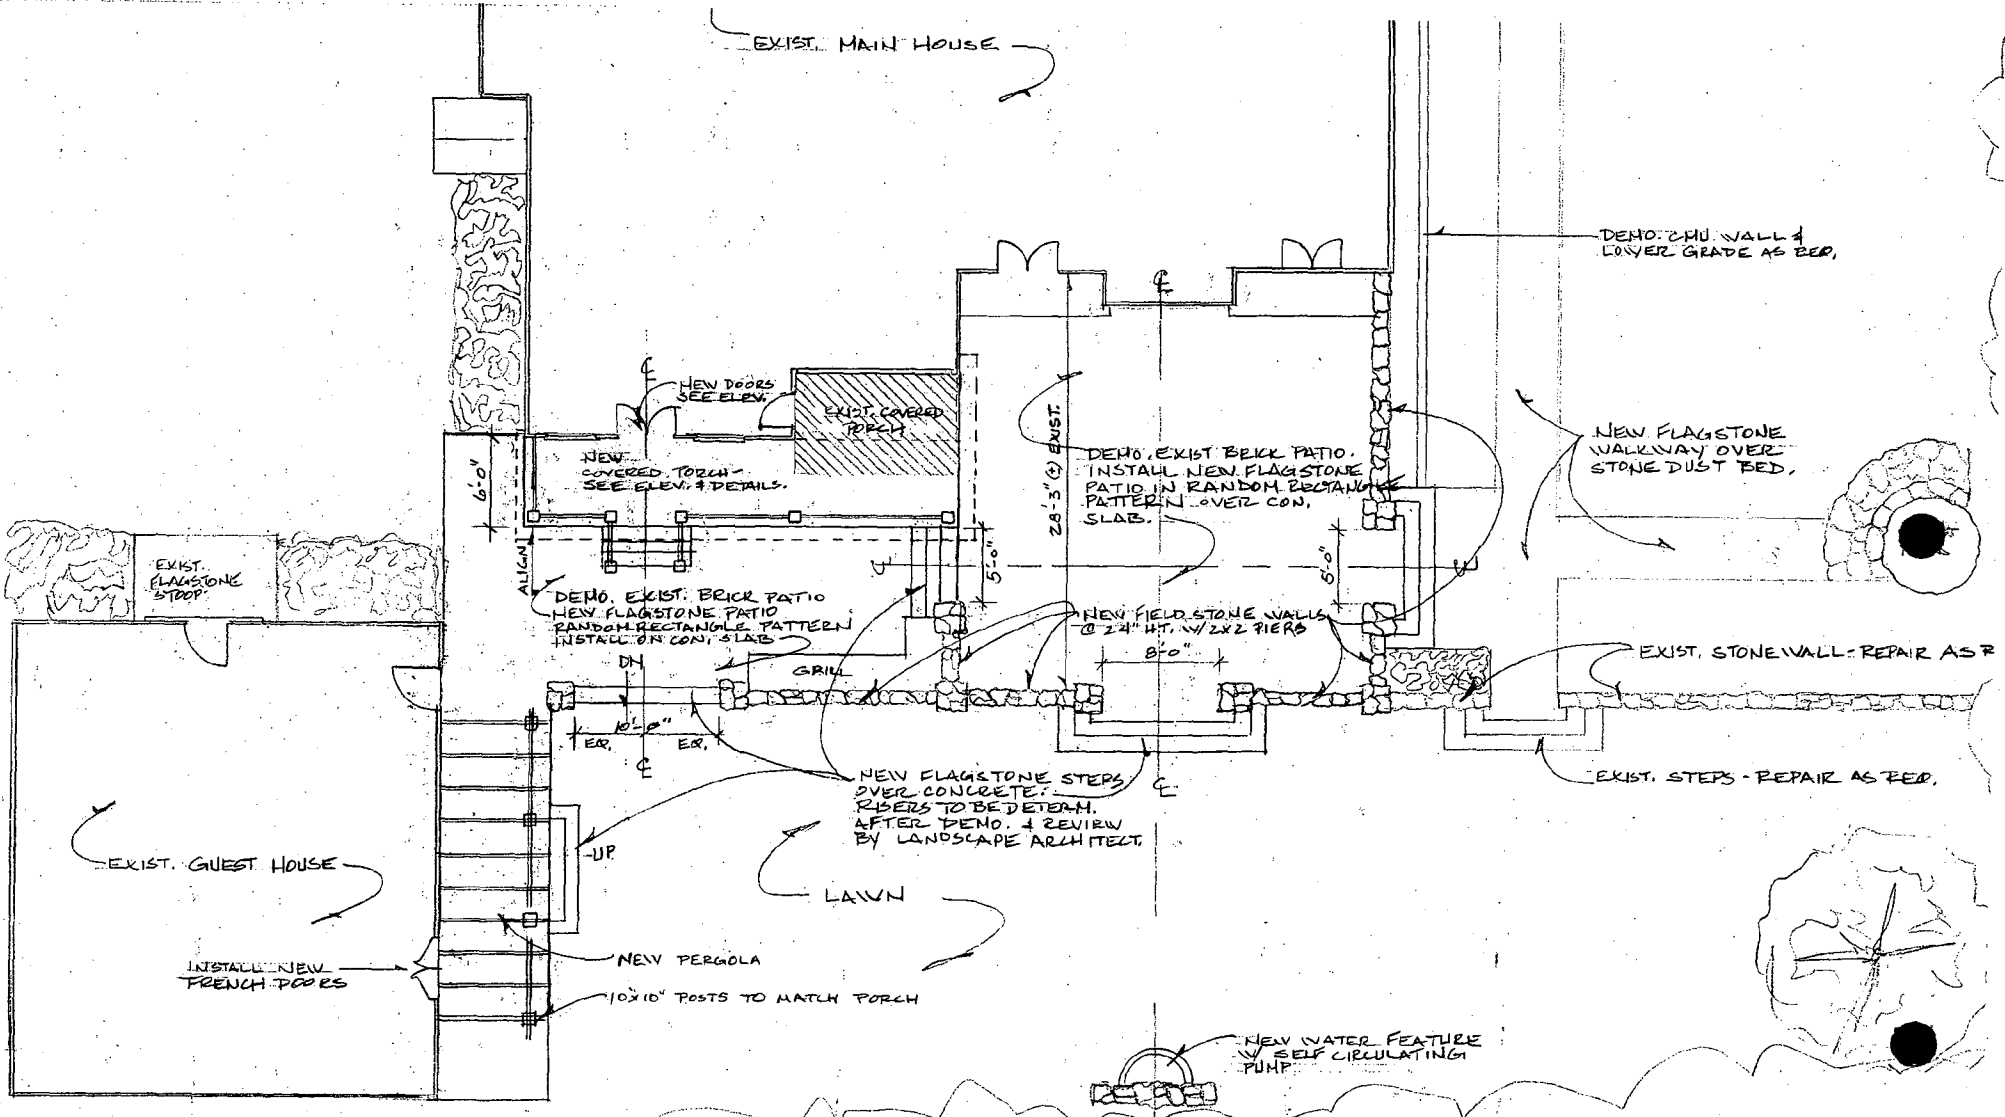 EXIST. MAIN HOUSE
DEMO. CMU WALL &
LOWER GRADE AS REQ.
℄
℄
NEW DOORS
SEE ELEV.
EXIST. COVERED
PORCH
NEW
COVERED PORCH -
SEE ELEV. & DETAILS.
6'-0"
28'-3" (±) EXIST.
DEMO. EXIST BRICK PATIO.
INSTALL NEW FLAGSTONE
PATIO IN RANDOM RECTANGLE
PATTERN OVER CON.
SLAB.
NEW FLAGSTONE
WALKWAY OVER
STONE DUST BED.
EXIST.
FLAGSTONE
STOOP.
ALIGN
℄
5'-0"
5'-0"
℄
DEMO. EXIST. BRICK PATIO
NEW FLAGSTONE PATIO
RANDOM RECTANGLE PATTERN
INSTALL ON CON. SLAB
NEW FIELD STONE WALLS
@ 24" HT. W/ 2X2 PIERS
8'-0"
EXIST. STONEWALL - REPAIR AS R
DN
GRILL
10'-0"
EQ. EQ.
℄
NEW FLAGSTONE STEPS
OVER CONCRETE.
RISERS TO BE DETERM.
AFTER DEMO. & REVIEW
BY LANDSCAPE ARCHITECT.
℄
EXIST. STEPS - REPAIR AS REQ.
UP
EXIST. GUEST HOUSE
LAWN
INSTALL NEW
FRENCH DOORS
NEW PERGOLA
10"X10" POSTS TO MATCH PORCH
NEW WATER FEATURE
W/ SELF CIRCULATING
PUMP